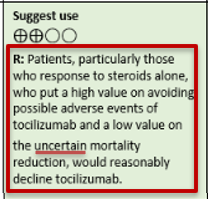 Suggest use
⊕⊕○○
R: Patients, particularly those
who response to steroids alone,
who put a high value on avoiding
possible adverse events of
tocilizumab and a low value on
the uncertain mortality
reduction, would reasonably
decline tocilizumab.